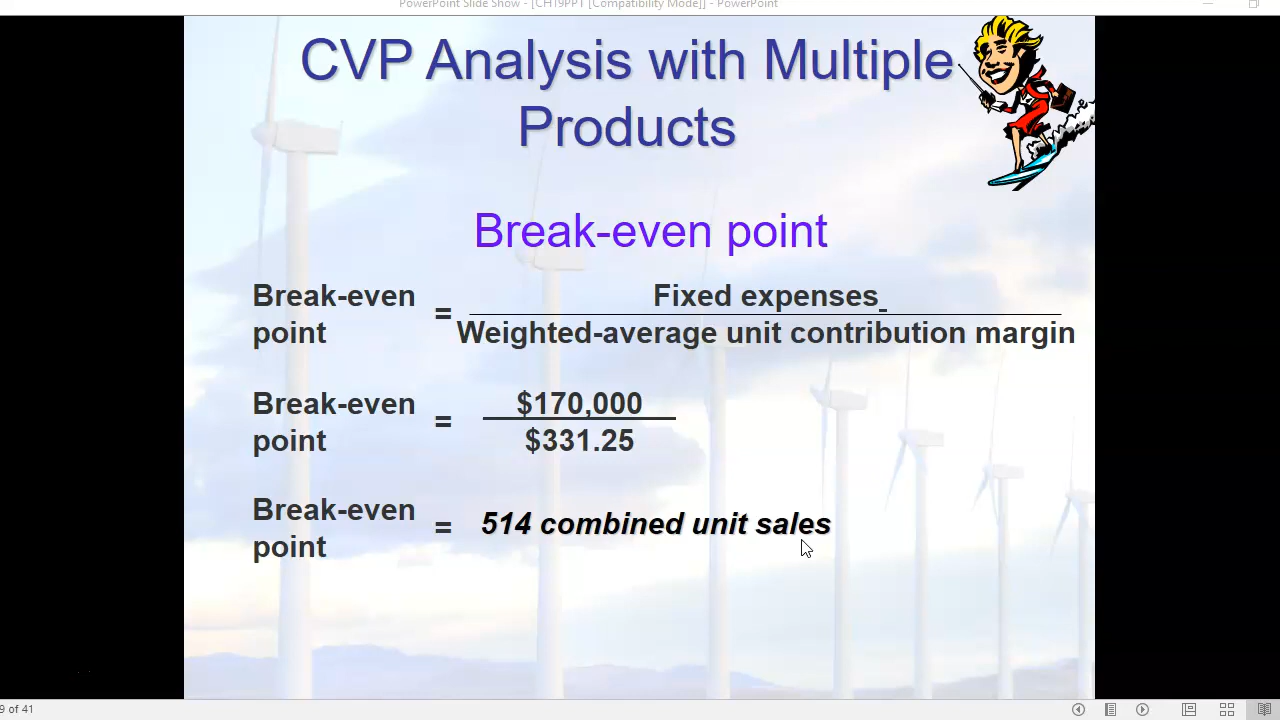 PowerPoint Slide Show - [CH19PPT [Compatibility Mode]] - PowerPoint
CVP Analysis with Multiple
Products
Break-even point
Break-even
point
=
Fixed expenses_
Weighted-average unit contribution margin
Break-even
point
=
$170,000
$331.25
Break-even
point
=
514 combined unit sales
9 of 41